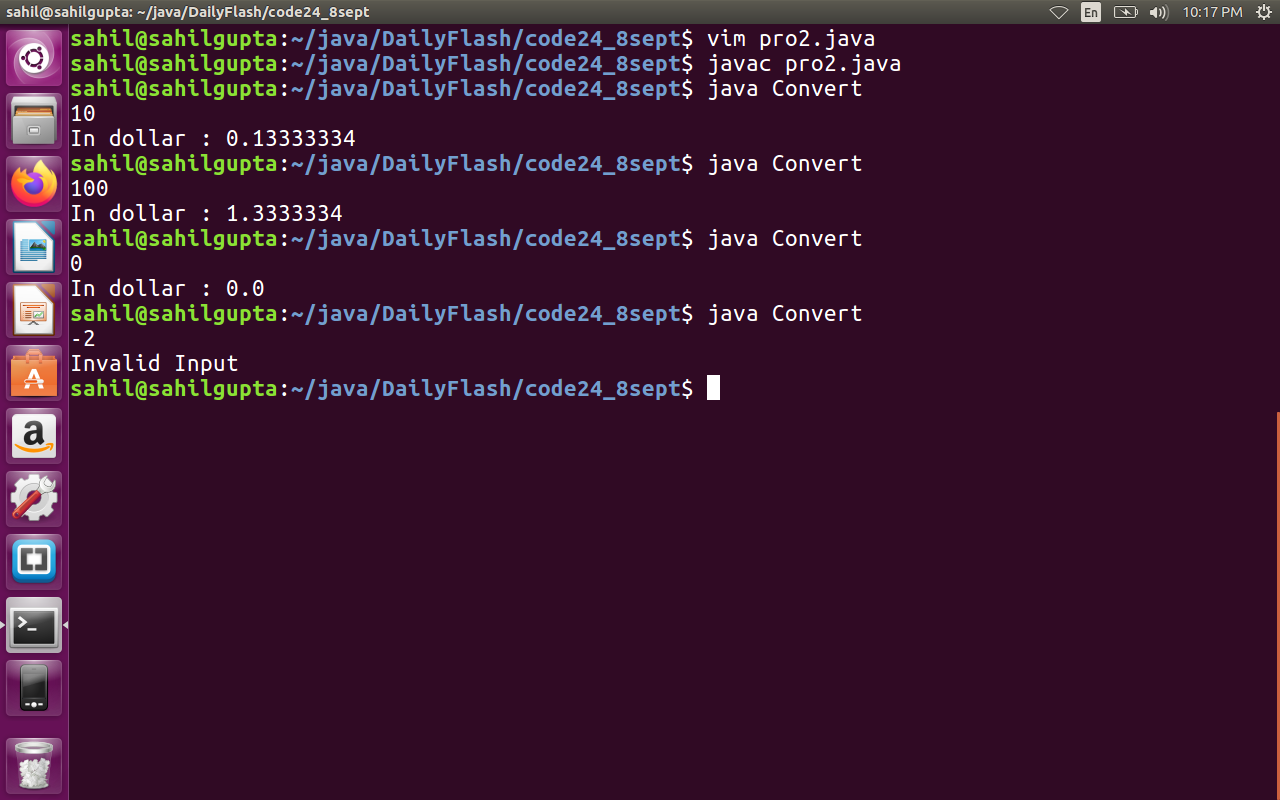 sahil@sahilgupta: ~/java/DailyFlash/code24_8sept
En
10:17 PM
sahil@sahilgupta:~/java/DailyFlash/code24_8sept$ vim pro2.java
sahil@sahilgupta:~/java/DailyFlash/code24_8sept$ javac pro2.java
sahil@sahilgupta:~/java/DailyFlash/code24_8sept$ java Convert
10
In dollar : 0.13333334
sahil@sahilgupta:~/java/DailyFlash/code24_8sept$ java Convert
100
In dollar : 1.3333334
sahil@sahilgupta:~/java/DailyFlash/code24_8sept$ java Convert
0
In dollar : 0.0
sahil@sahilgupta:~/java/DailyFlash/code24_8sept$ java Convert
-2
Invalid Input
sahil@sahilgupta:~/java/DailyFlash/code24_8sept$